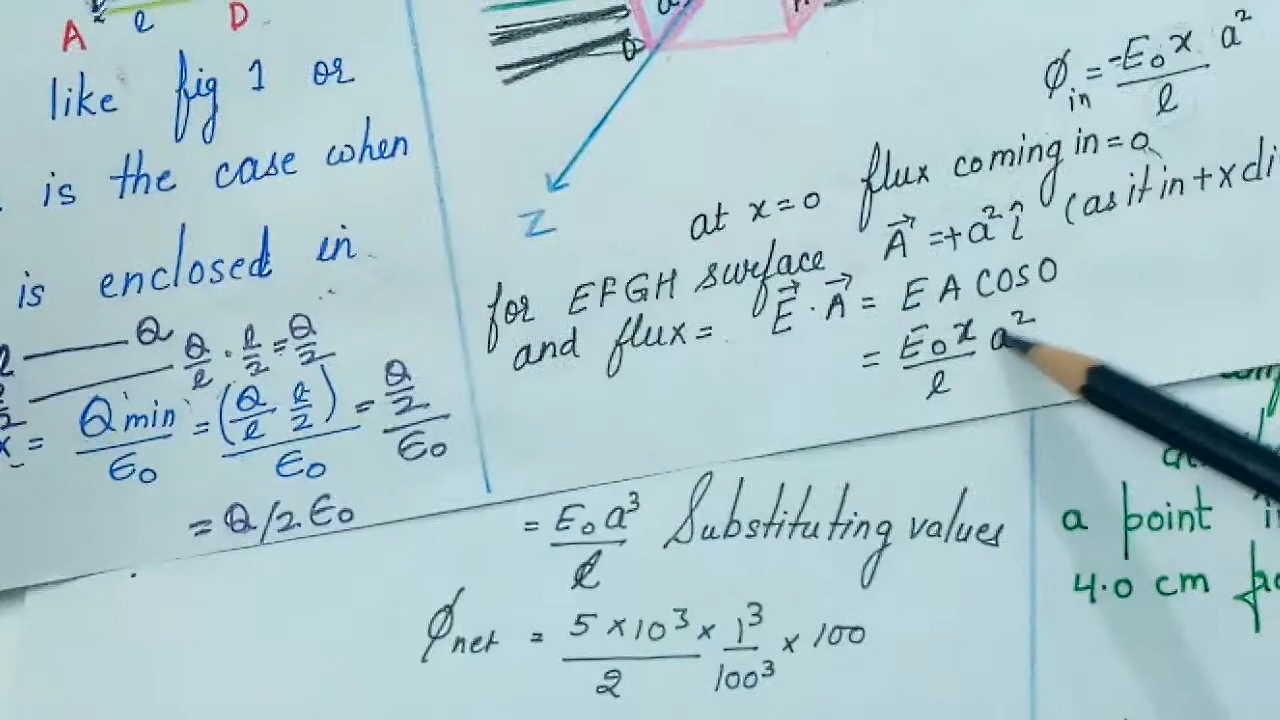 A l D
like fig 1 or
is the case when
is enclosed in
Q
Q/l · l/2 = Q/2
= Qmin/ϵ0 = (Q/l l/2)/ϵ0 = Q/2/ϵ0
= Q/2ϵ0
Z
ϕin = -E0x/l a²
at x=0 flux coming in = 0
for EFGH surface A⃗ = +a² î (as it in + x di
and flux = E⃗ · A⃗ = E A COS 0
= E0x/l a²
= E0a³/l Substituting values
ϕnet = 5×10³/2 × 1³/100³ × 100
a point
4.0 cm